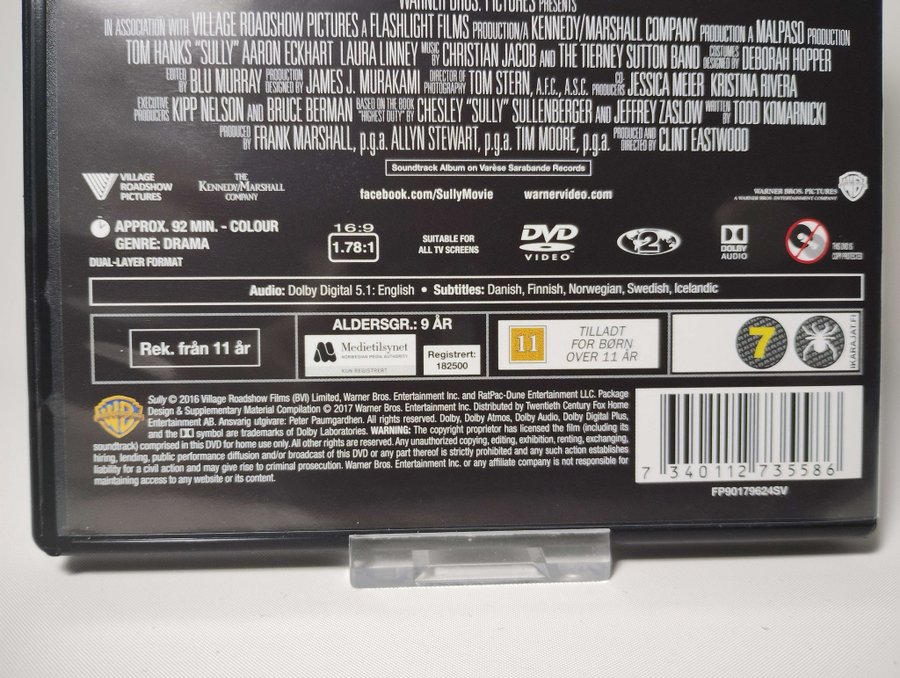 WARNER BROS. PICTURES PRESENTS
IN ASSOCIATION WITH VILLAGE ROADSHOW PICTURES A FLASHLIGHT FILMS PRODUCTION/A KENNEDY/MARSHALL COMPANY PRODUCTION A MALPASO PRODUCTION
TOM HANKS "SULLY" AARON ECKHART LAURA LINNEY MUSIC BY CHRISTIAN JACOB AND THE TIERNEY SUTTON BAND COSTUMES DESIGNED BY DEBORAH HOPPER
EDITED BY BLU MURRAY PRODUCTION DESIGNED BY JAMES J. MURAKAMI DIRECTOR OF PHOTOGRAPHY TOM STERN, A.F.C., A.S.C. CO-PRODUCERS JESSICA MEIER KRISTINA RIVERA
EXECUTIVE PRODUCERS KIPP NELSON AND BRUCE BERMAN BASED ON THE BOOK "HIGHEST DUTY" BY CHESLEY "SULLY" SULLENBERGER AND JEFFREY ZASLOW WRITTEN BY TODD KOMARNICKI
PRODUCED BY FRANK MARSHALL, p.g.a. ALLYN STEWART, p.g.a. TIM MOORE, p.g.a. PRODUCED AND DIRECTED BY CLINT EASTWOOD
Soundtrack Album on Varèse Sarabande Records
VILLAGE ROADSHOW PICTURES
THE KENNEDY/MARSHALL COMPANY
facebook.com/SullyMovie warnervideo.com
WARNER BROS. PICTURES
A WARNER BROS. ENTERTAINMENT COMPANY
APPROX. 92 MIN. - COLOUR
GENRE: DRAMA
DUAL-LAYER FORMAT
16:9
1.78:1
SUITABLE FOR
ALL TV SCREENS
DVD
VIDEO
2
DOLBY
AUDIO
THIS DVD IS
COPY PROTECTED
Audio: Dolby Digital 5.1: English • Subtitles: Danish, Finnish, Norwegian, Swedish, Icelandic
Rek. från 11 år
ALDERSGR.: 9 ÅR
Medietilsynet
NORWEGIAN MEDIA AUTHORITY
KUN REGISTRERT
Registrert:
182500
11
TILLADT
FOR BØRN
OVER 11 ÅR
7
IKARAJAT.FI
Sully © 2016 Village Roadshow Films (BVI) Limited, Warner Bros. Entertainment Inc. and RatPac-Dune Entertainment LLC. Package
Design & Supplementary Material Compilation © 2017 Warner Bros. Entertainment Inc. Distributed by Twentieth Century Fox Home
Entertainment AB. Ansvarig utgivare: Peter Paumgardhen. All rights reserved. Dolby, Dolby Atmos, Dolby Audio, Dolby Digital Plus,
and the DD symbol are trademarks of Dolby Laboratories. WARNING: The copyright proprietor has licensed the film (including its
soundtrack) comprised in this DVD for home use only. All other rights are reserved. Any unauthorized copying, editing, exhibition, renting, exchanging,
hiring, lending, public performance diffusion and/or broadcast of this DVD or any part thereof is strictly prohibited and any such action establishes
liability for a civil action and may give rise to criminal prosecution. Warner Bros. Entertainment Inc. or any affiliate company is not responsible for
maintaining access to any website or its content.
7 340112 735586
FP90179624SV